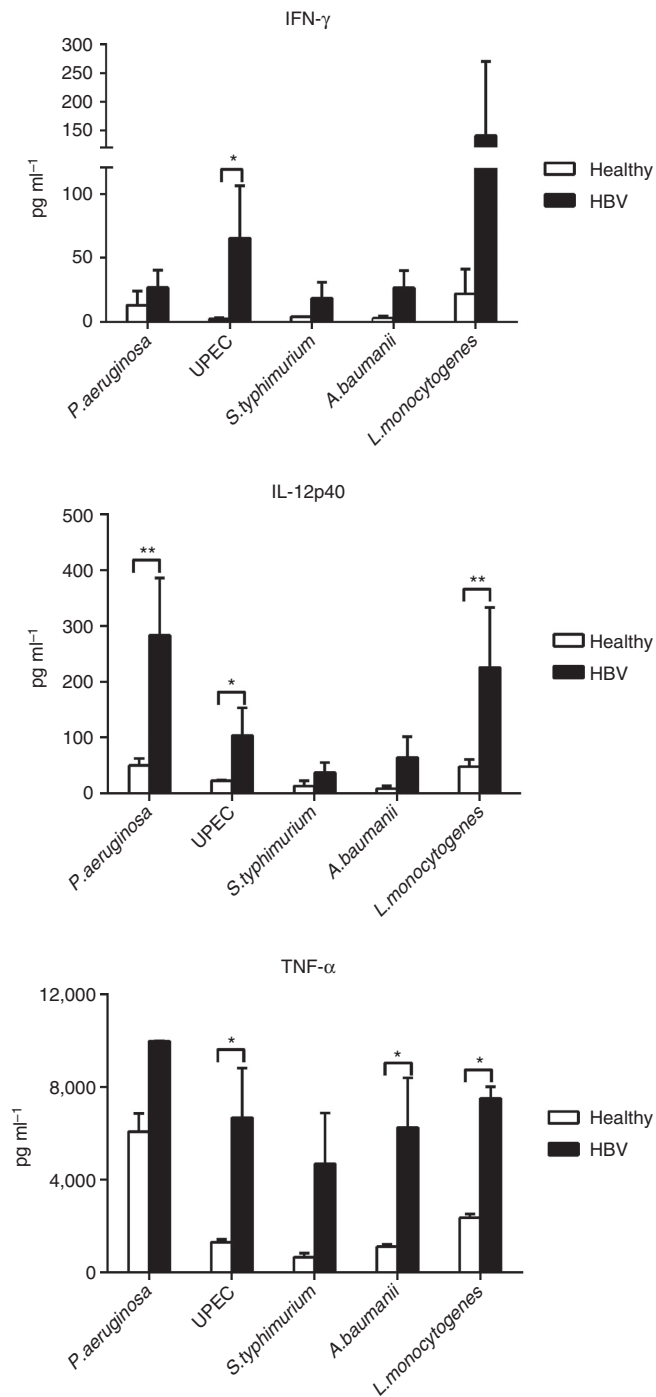 IFN-γ
300
250
200
150
100
50
0
pg ml⁻¹
*
Healthy
HBV
P.aeruginosa
UPEC
S.typhimurium
A.baumanii
L.monocytogenes
IL-12p40
500
400
300
200
100
0
pg ml⁻¹
**
*
**
Healthy
HBV
P.aeruginosa
UPEC
S.typhimurium
A.baumanii
L.monocytogenes
TNF-α
12,000
8,000
4,000
0
pg ml⁻¹
*
*
*
Healthy
HBV
P.aeruginosa
UPEC
S.typhimurium
A.baumanii
L.monocytogenes